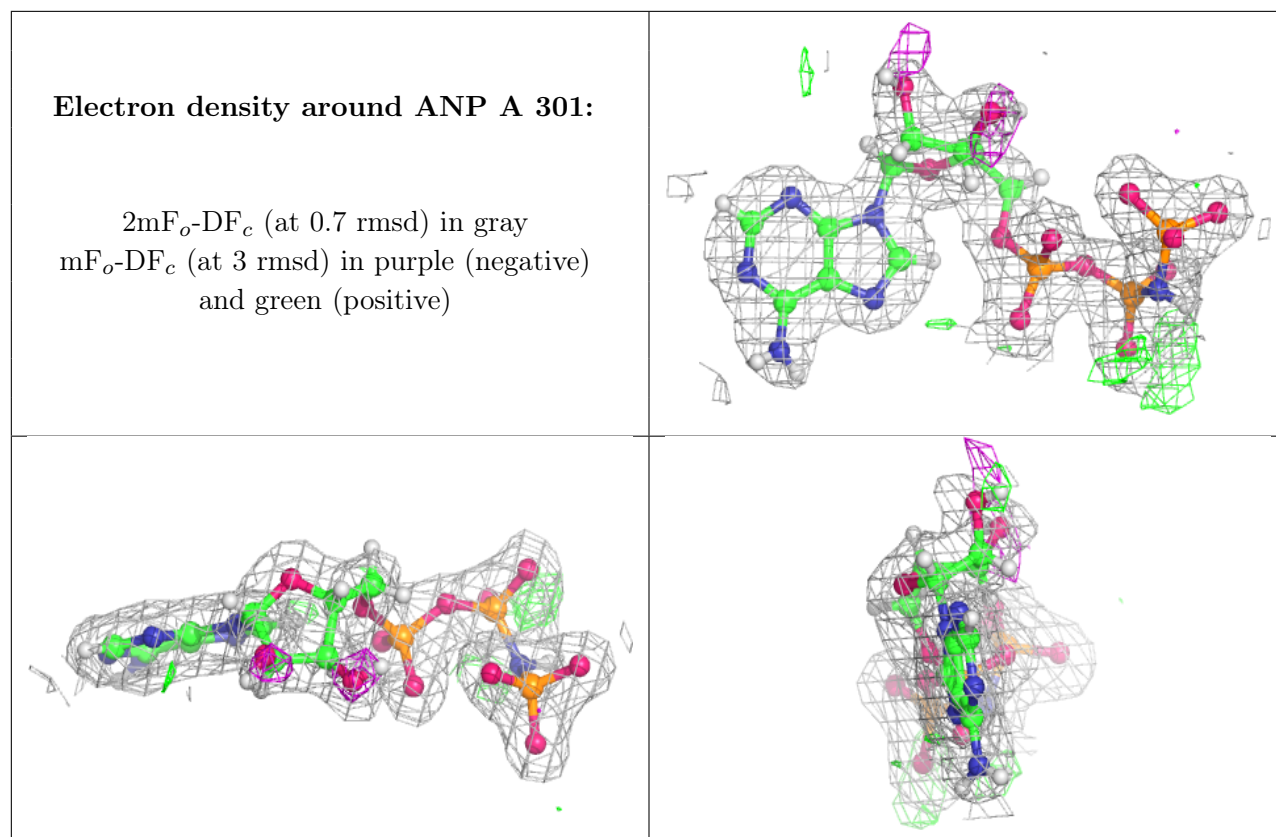 Electron density around ANP A 301:
2mFo-DFc (at 0.7 rmsd) in gray
mFo-DFc (at 3 rmsd) in purple (negative)
and green (positive)